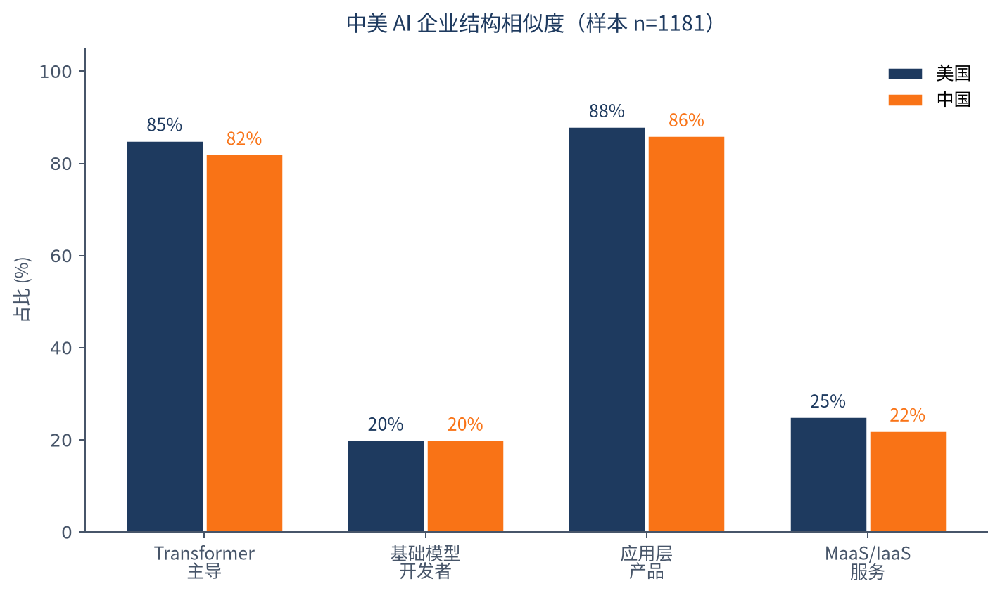 中美 AI 企业结构相似度（样本 n=1181）
美国
中国
占比 (%)
100
80
60
40
20
0
85%
82%
20%
20%
88%
86%
25%
22%
Transformer
主导
基础模型
开发者
应用层
产品
MaaS/IaaS
服务